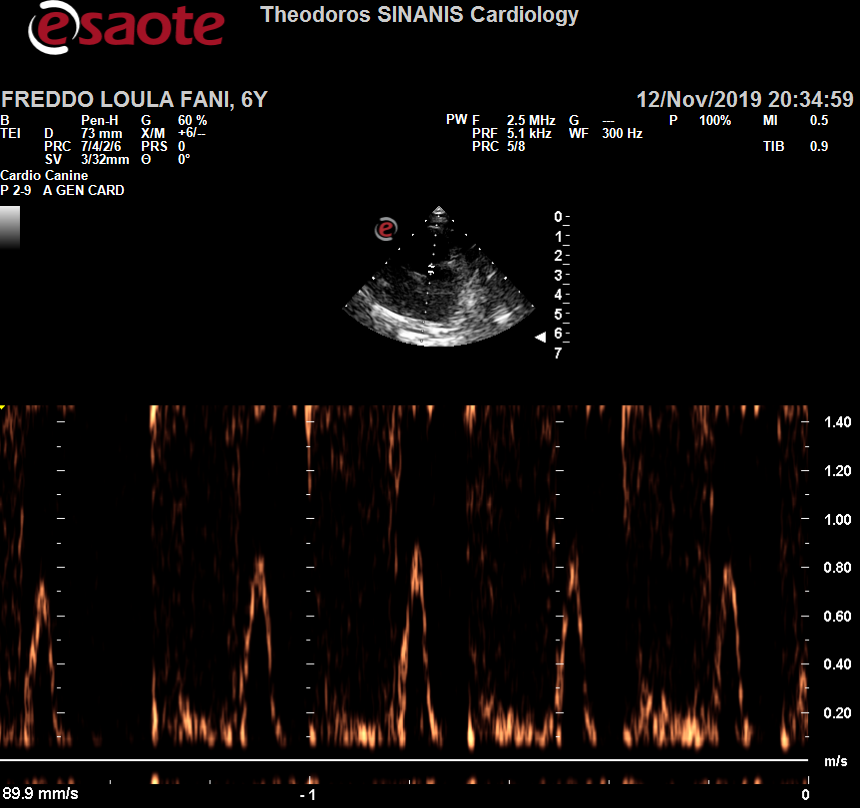 esaote
Theodoros SINANIS Cardiology
FREDDO LOULA FANI, 6Y
12/Nov/2019 20:34:59
B Pen-H G 60 % PW F 2.5 MHz G --- P 100% MI 0.5
TEI D 73 mm X/M +6/-- PRF 5.1 kHz WF 300 Hz
PRC 7/4/2/6 PRS 0 PRC 5/8 TIB 0.9
SV 3/32mm Θ 0°
Cardio Canine
P 2-9 A GEN CARD
e
0
1
2
3
4
5
6
7
1.40
1.20
1.00
0.80
0.60
0.40
0.20
m/s
89.9 mm/s -1 0